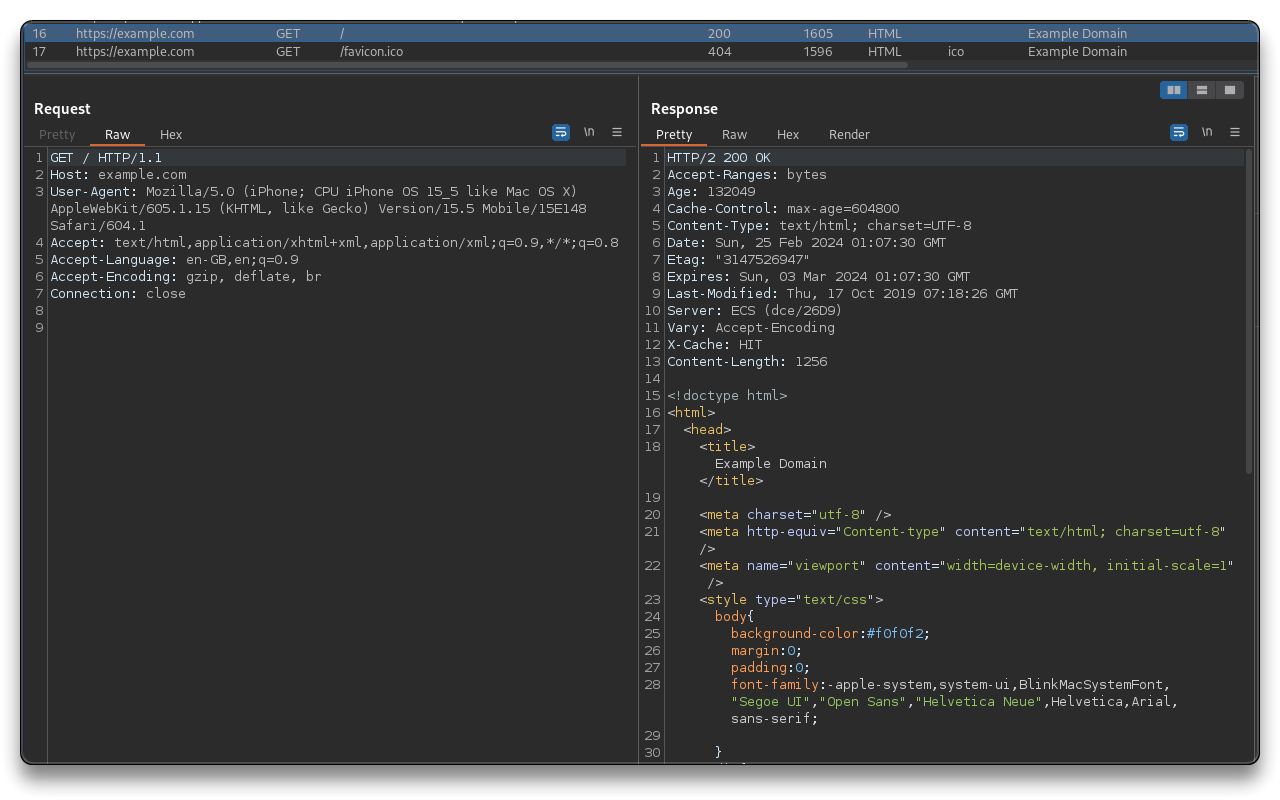 16 https://example.com GET / 200 1605 HTML Example Domain
17 https://example.com GET /favicon.ico 404 1596 HTML ico Example Domain
Request
Pretty Raw Hex \n
1 GET / HTTP/1.1
2 Host: example.com
3 User-Agent: Mozilla/5.0 (iPhone; CPU iPhone OS 15_5 like Mac OS X)
AppleWebKit/605.1.15 (KHTML, like Gecko) Version/15.5 Mobile/15E148
Safari/604.1
4 Accept: text/html,application/xhtml+xml,application/xml;q=0.9,*/*;q=0.8
5 Accept-Language: en-GB,en;q=0.9
6 Accept-Encoding: gzip, deflate, br
7 Connection: close
8
9
Response
Pretty Raw Hex Render \n
1 HTTP/2 200 OK
2 Accept-Ranges: bytes
3 Age: 132049
4 Cache-Control: max-age=604800
5 Content-Type: text/html; charset=UTF-8
6 Date: Sun, 25 Feb 2024 01:07:30 GMT
7 Etag: "3147526947"
8 Expires: Sun, 03 Mar 2024 01:07:30 GMT
9 Last-Modified: Thu, 17 Oct 2019 07:18:26 GMT
10 Server: ECS (dce/26D9)
11 Vary: Accept-Encoding
12 X-Cache: HIT
13 Content-Length: 1256
14
15 <!doctype html>
16 <html>
17 <head>
18 <title>
Example Domain
</title>
19
20 <meta charset="utf-8" />
21 <meta http-equiv="Content-type" content="text/html; charset=utf-8"
/>
22 <meta name="viewport" content="width=device-width, initial-scale=1"
/>
23 <style type="text/css">
24 body{
25 background-color:#f0f0f2;
26 margin:0;
27 padding:0;
28 font-family:-apple-system,system-ui,BlinkMacSystemFont,
"Segoe UI","Open Sans","Helvetica Neue",Helvetica,Arial,
sans-serif;
29
30 }